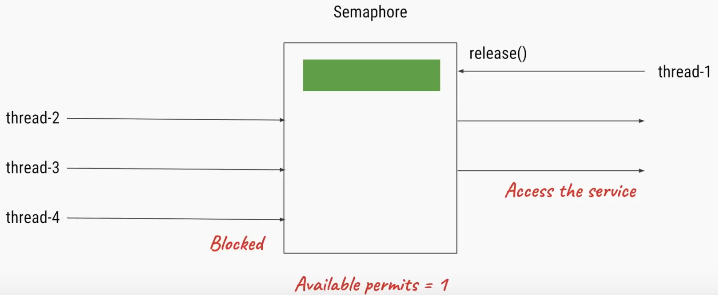 Semaphore
release()
thread-1
thread-2
thread-3
Access the service
thread-4
Blocked
Available permits = 1